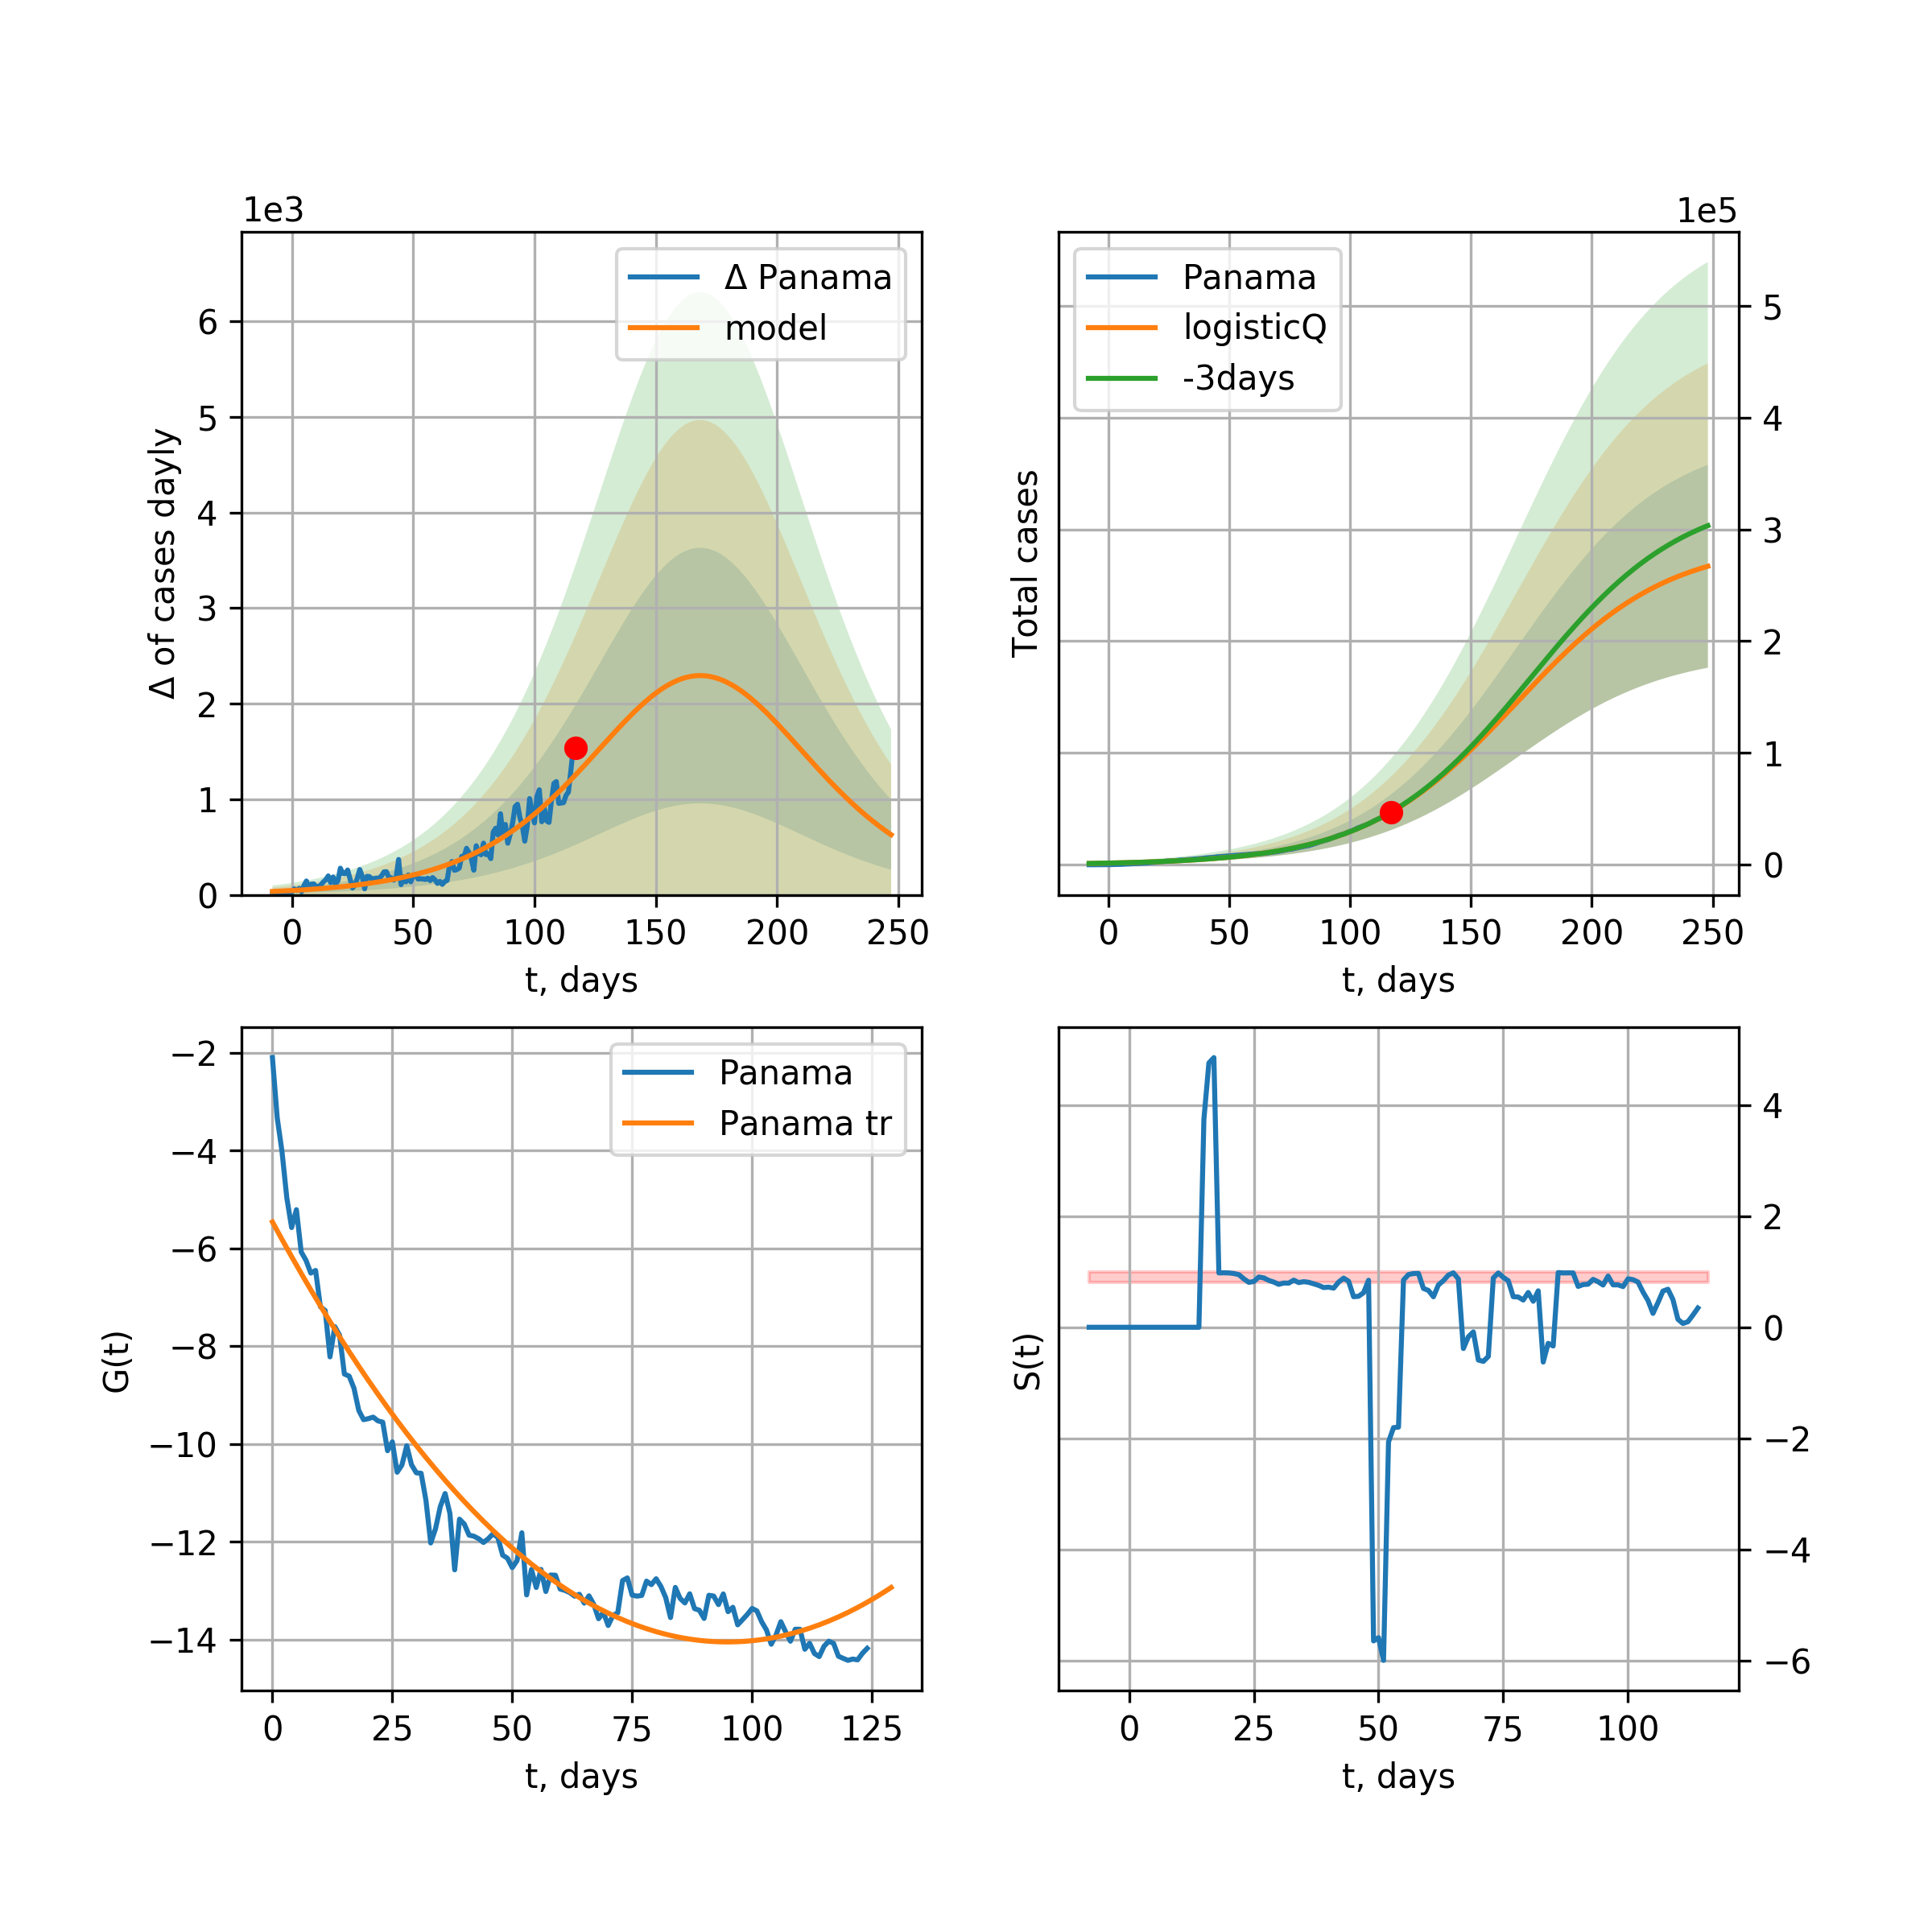 1e3
Δ Panama
model
6
5
4
3
2
1
0
Δ of cases dayly
0 50 100 150 200 250
t, days
1e5
Panama
logisticQ
-3days
5
4
3
2
1
0
Total cases
0 50 100 150 200 250
t, days
Panama
Panama tr
−2
−4
−6
−8
−10
−12
−14
G(t)
0 25 50 75 100 125
t, days
4
2
0
−2
−4
−6
S(t)
0 25 50 75 100
t, days